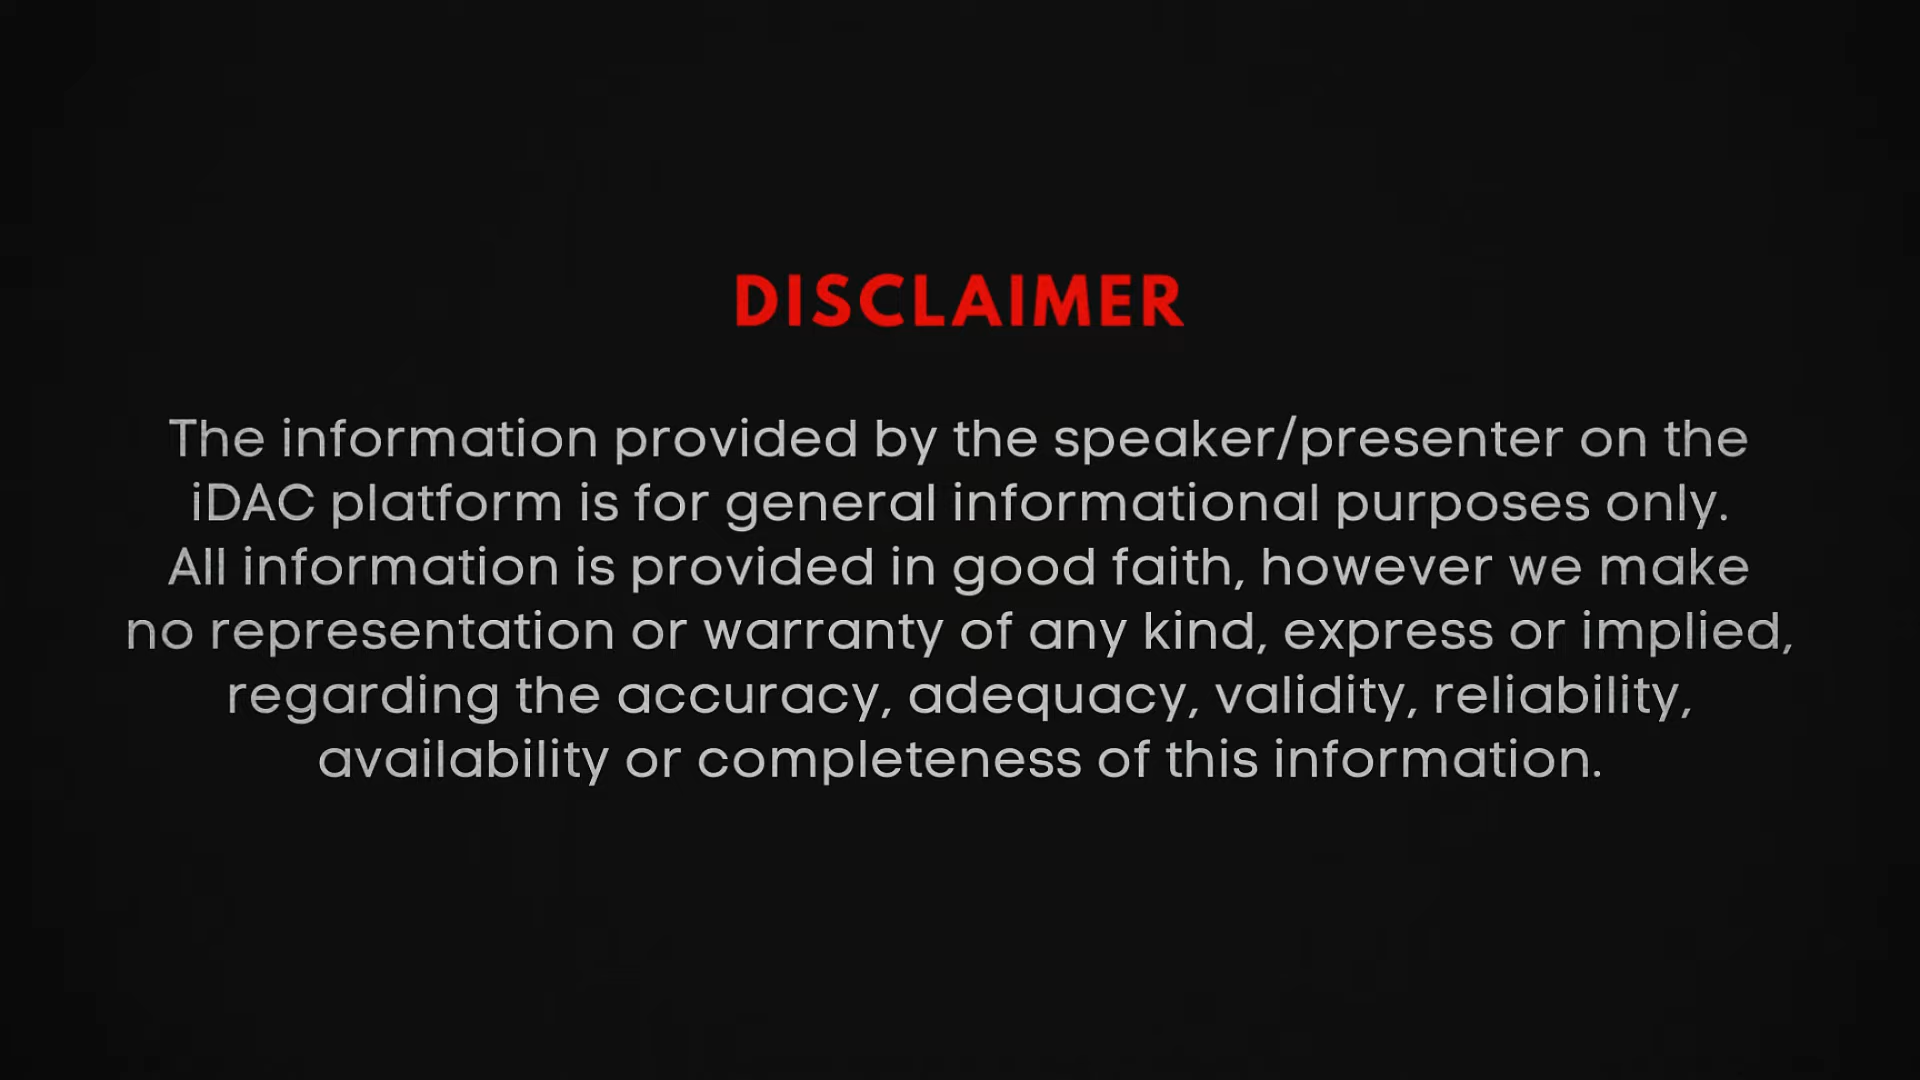 DISCLAIMER
The information provided by the speaker/presenter on the
iDAC platform is for general informational purposes only.
All information is provided in good faith, however we make
no representation or warranty of any kind, express or implied,
regarding the accuracy, adequacy, validity, reliability,
availability or completeness of this information.